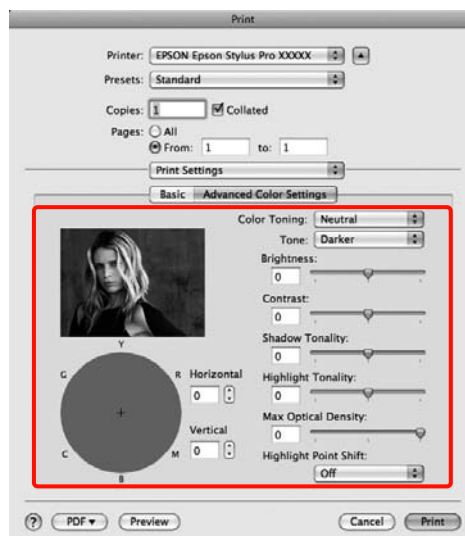 Print
Printer: EPSON Epson Stylus Pro XXXXX
Presets: Standard
Copies: 1 Collated
Pages: All
From: 1 to: 1
Print Settings
Basic Advanced Color Settings
Color Toning: Neutral
Tone: Darker
Brightness:
0
Contrast:
0
Shadow Tonality:
0
Highlight Tonality:
0
Max Optical Density:
0
Highlight Point Shift:
Off
Y
G R
C M
B
Horizontal
0
Vertical
0
? PDF Preview Cancel Print